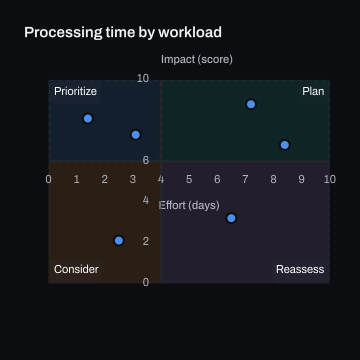 Processing time by workload
Impact (score)
10
Prioritize
Plan
6
0 1 2 3 4 5 6 7 8 9 10
4
Effort (days)
2
Consider
Reassess
0